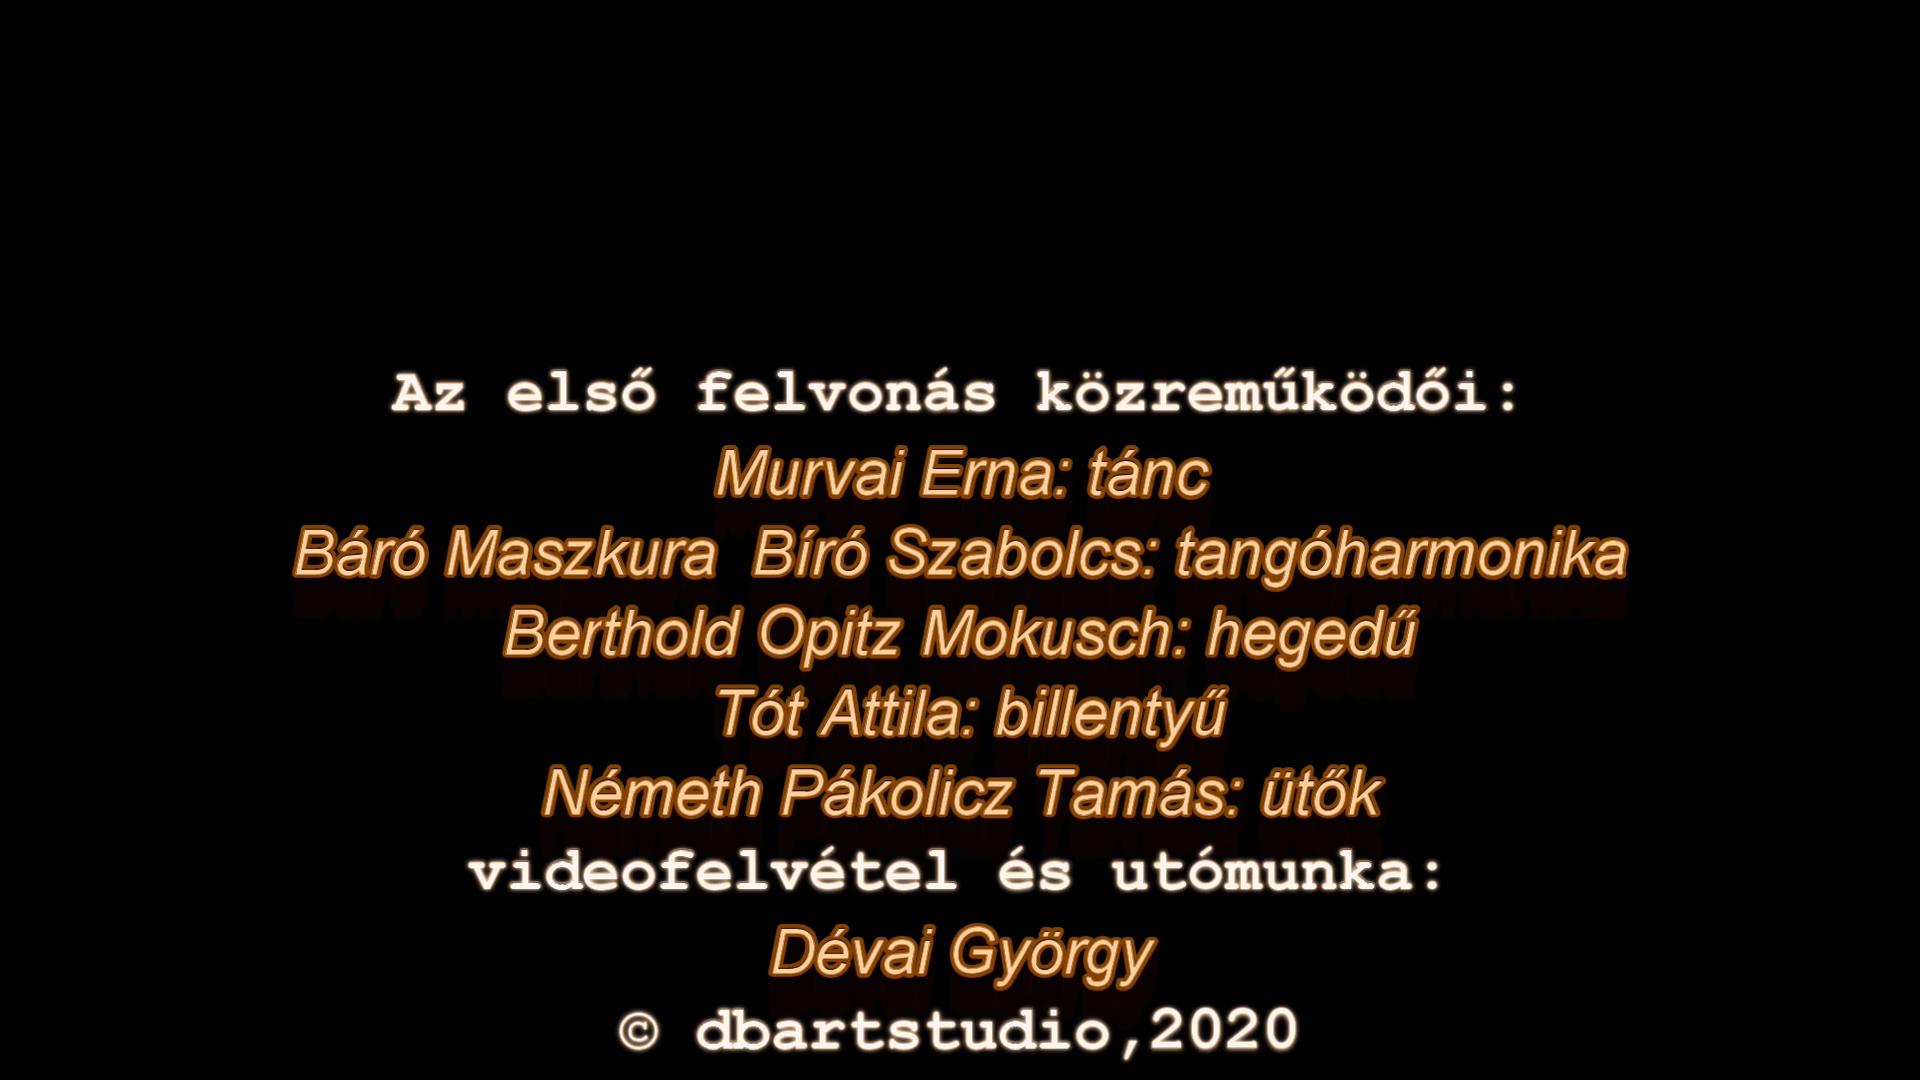 Az első felvonás közreműködői:
Murvai Erna: tánc
Báró Maszkura  Bíró Szabolcs: tangóharmonika
Berthold Opitz Mokusch: hegedű
Tót Attila: billentyű
Németh Pákolicz Tamás: ütők
videofelvétel és utómunka:
Dévai György
© dbartstudio,2020